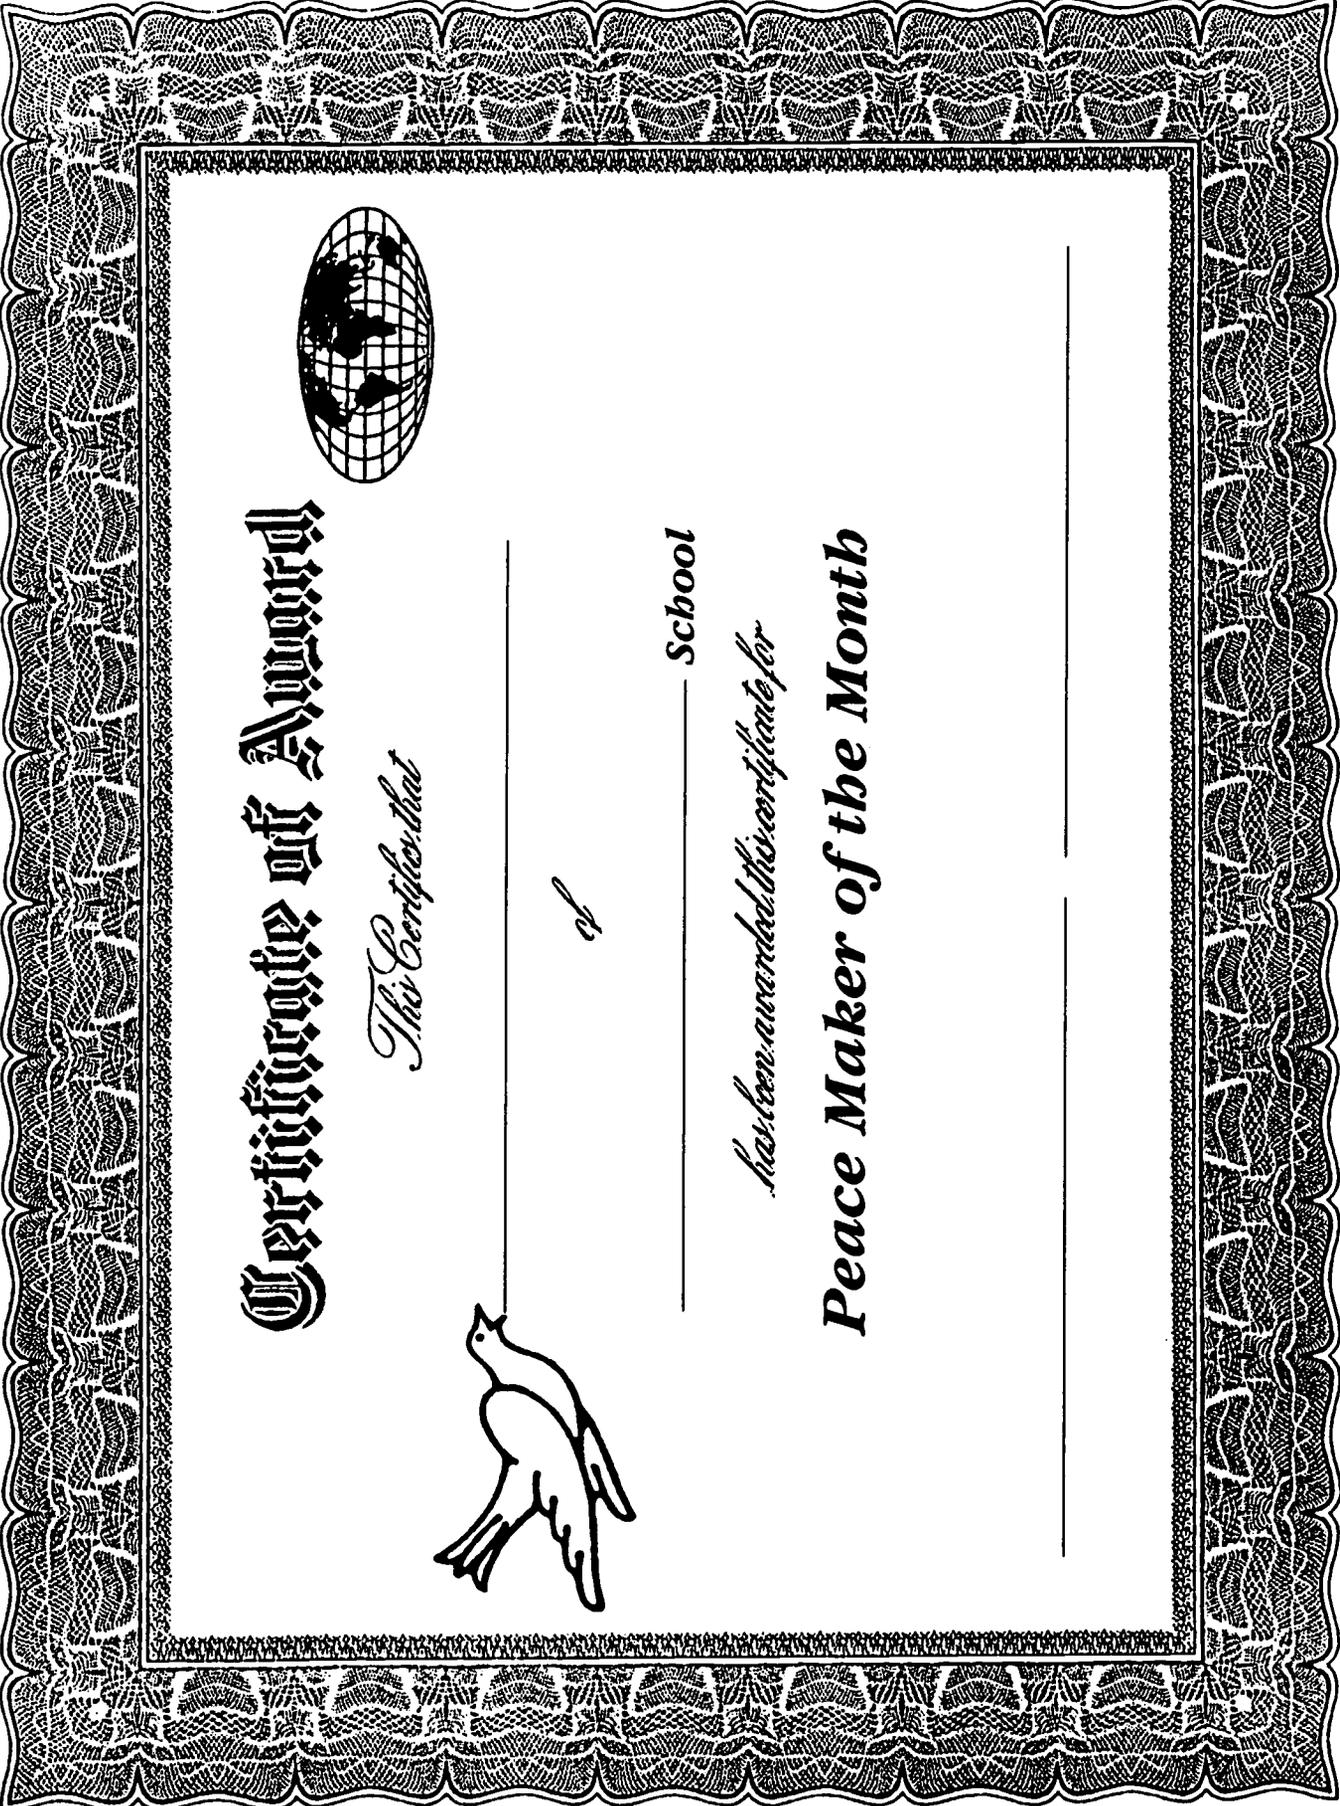 Certificate of Award
This Certifies that
of
School
has been awarded this certificate for
Peace Maker of the Month